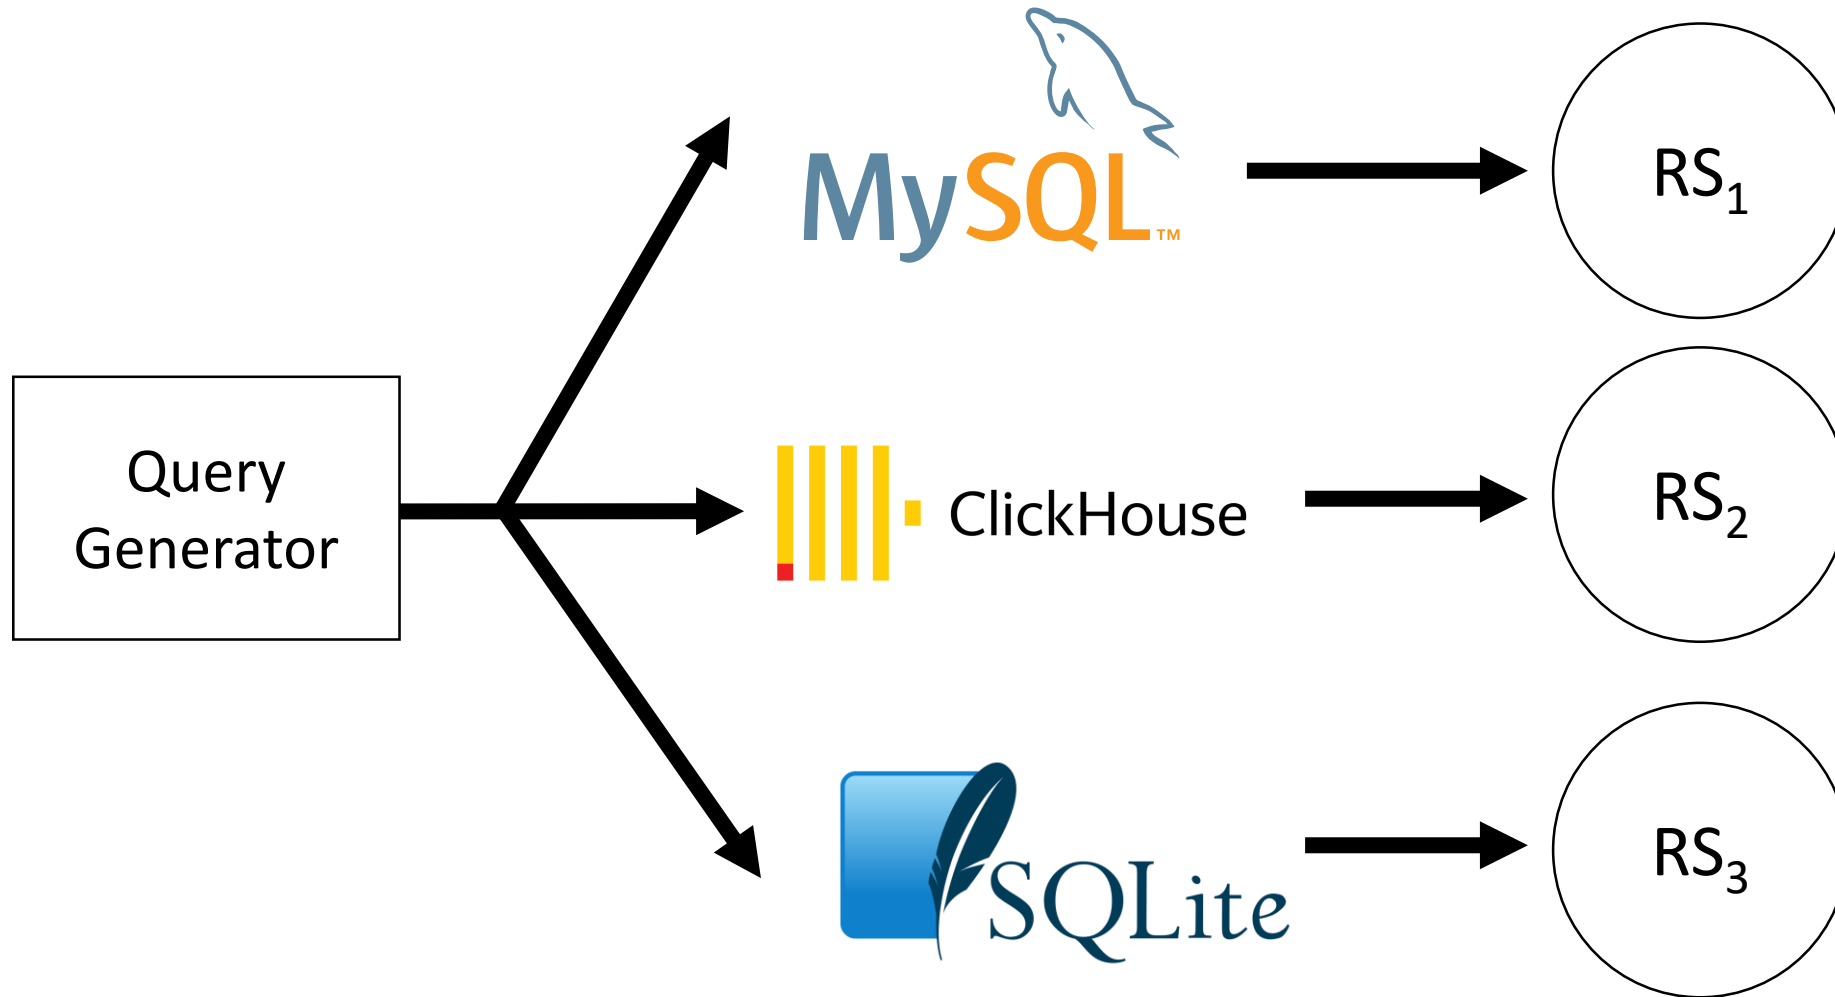 MySQL™
RS₁
Query
Generator
ClickHouse
RS₂
SQLite
RS₃